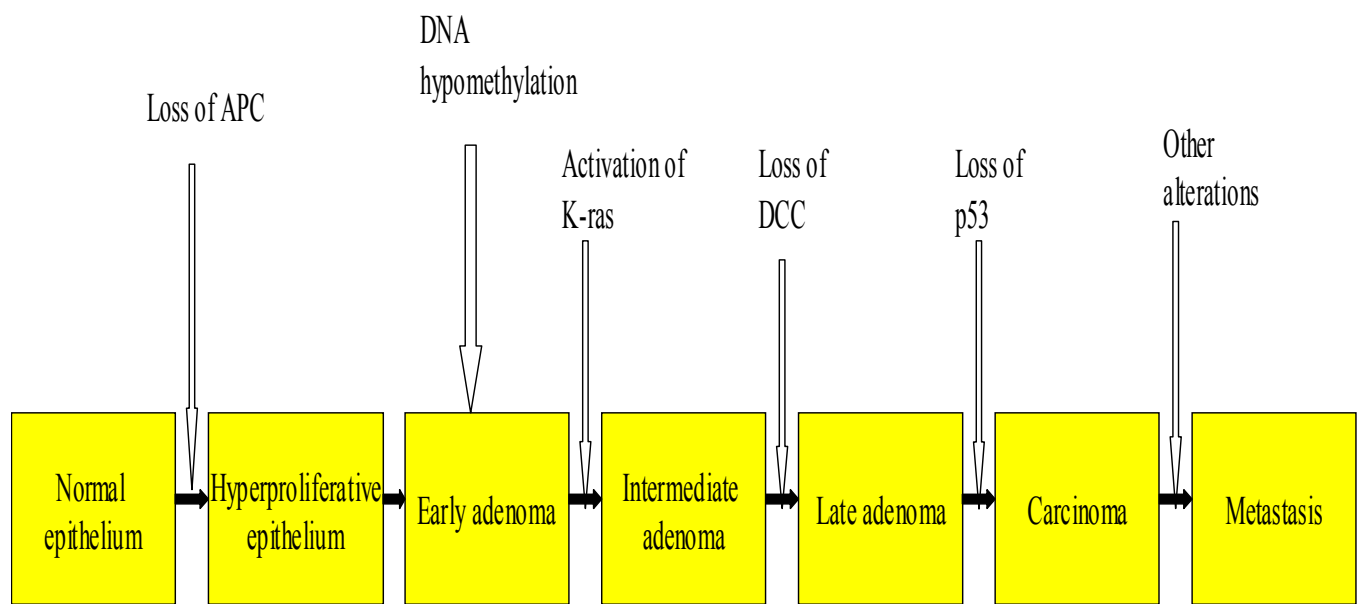 DNA
hypomethylation
Loss of APC
Activation of
K-ras
Loss of
DCC
Loss of
p53
Other
alterations
Normal
epithelium
Hyperproliferative
epithelium
Early adenoma
Intermediate
adenoma
Late adenoma
Carcinoma
Metastasis